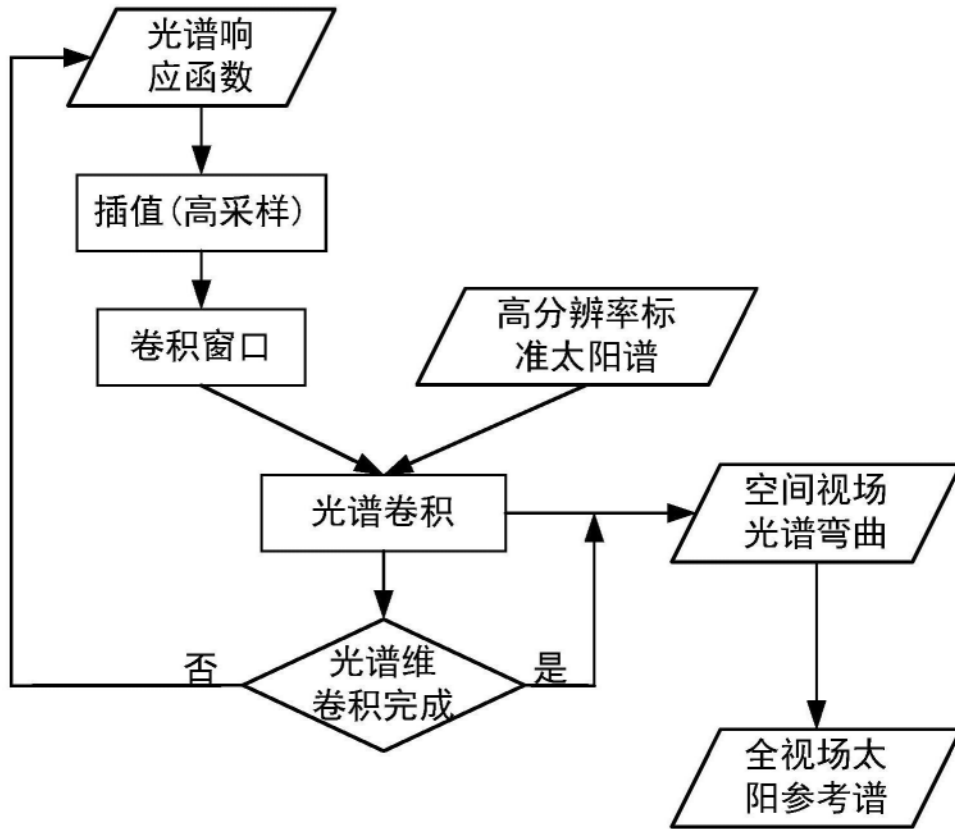 光谱响
应函数
插值(高采样)
卷积窗口
高分辨率标
准太阳谱
光谱卷积
空间视场
光谱弯曲
光谱维
卷积完成
否
是
全视场太
阳参考谱